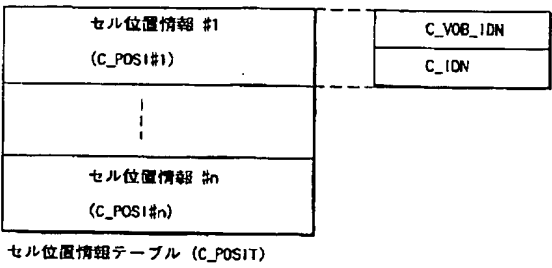 セル位置情報 #1
(C_POSI#1)
C_VOB_IDN
C_IDN
セル位置情報 #n
(C_POSI#n)
セル位置情報テーブル (C_POSIT)